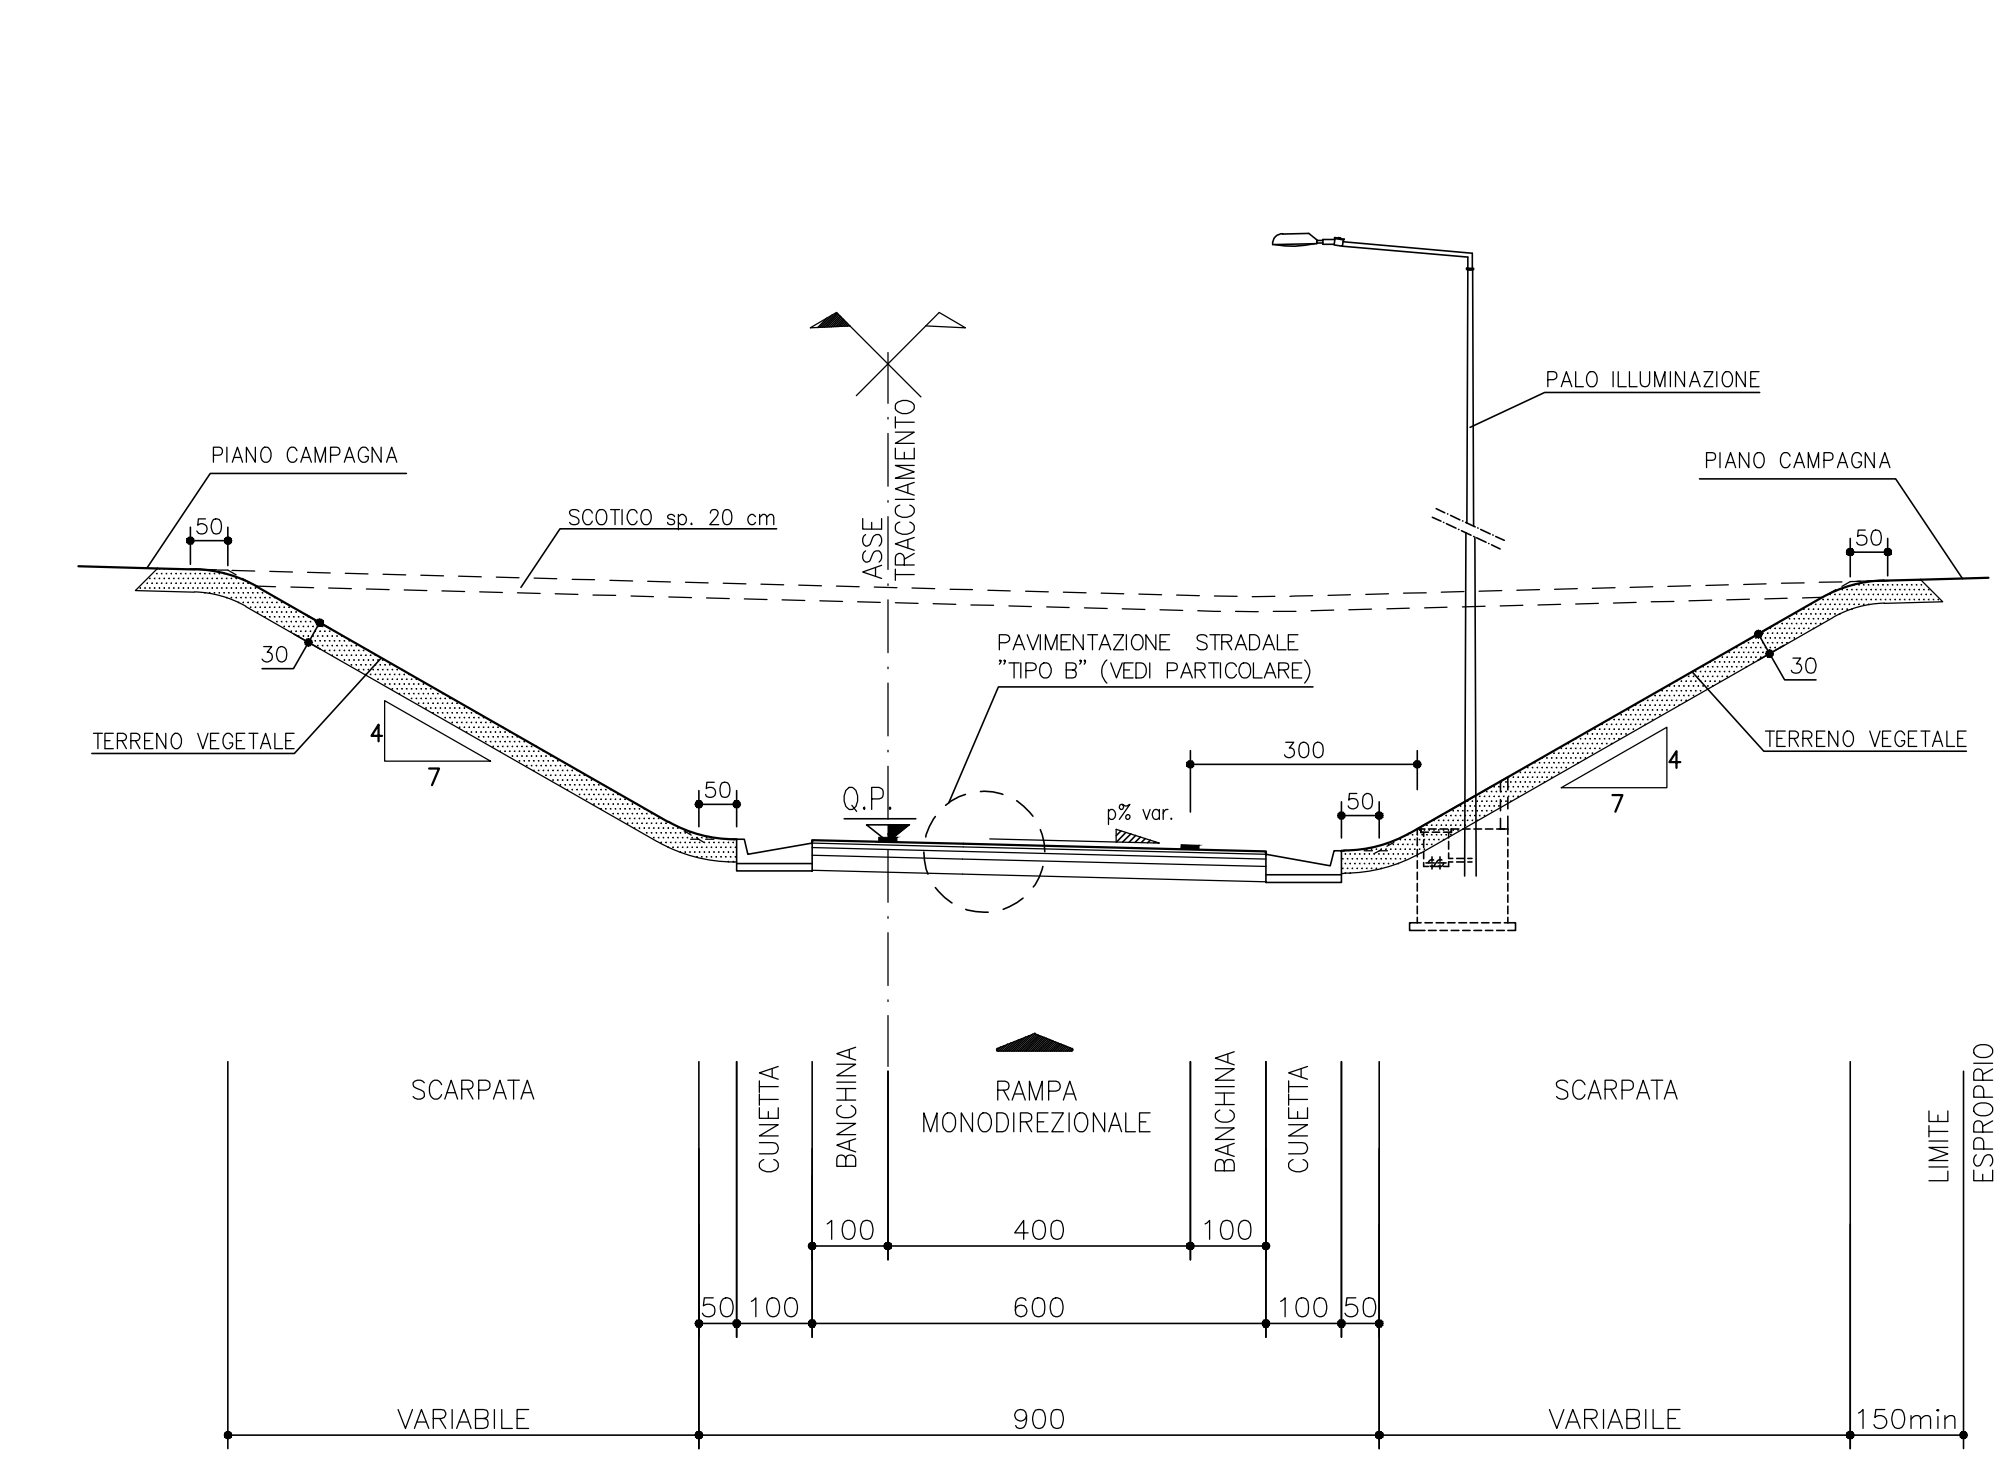 PALO ILLUMINAZIONE
ASSE
TRACCIAMENTO
PIANO CAMPAGNA
PIANO CAMPAGNA
SCOTICO sp. 20 cm
50
50
PAVIMENTAZIONE STRADALE
"TIPO B" (VEDI PARTICOLARE)
30
30
TERRENO VEGETALE
4
7
TERRENO VEGETALE
4
7
300
50
Q.P.
p% var.
50
SCARPATA
CUNETTA
BANCHINA
RAMPA
MONODIREZIONALE
BANCHINA
CUNETTA
SCARPATA
LIMITE
ESPROPRIO
100
400
100
50
100
600
100
50
VARIABILE
900
VARIABILE
150min